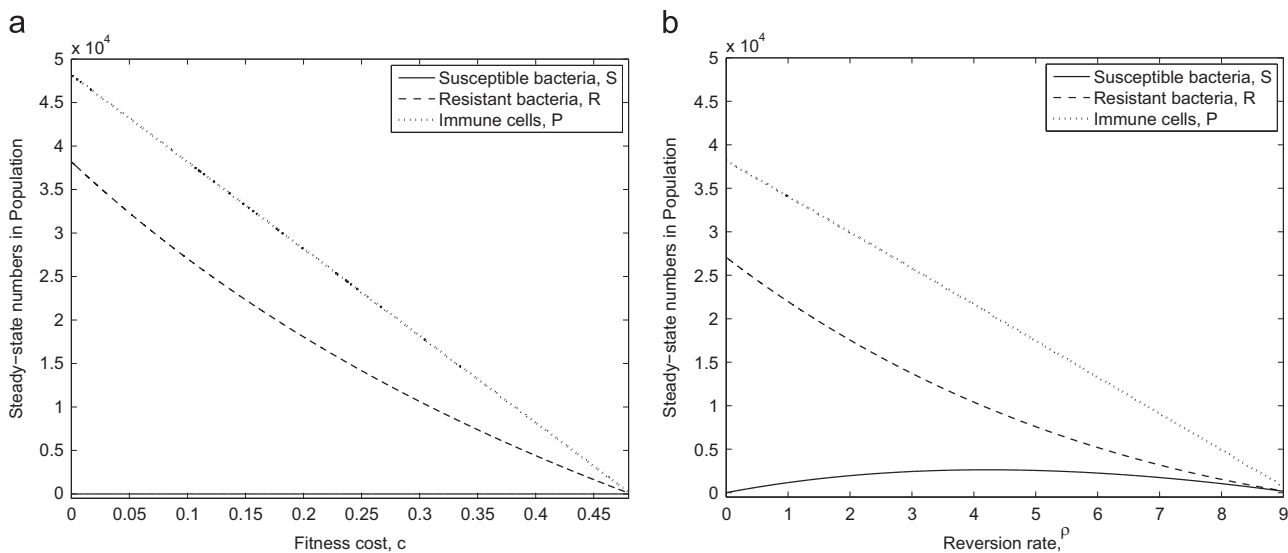 a
x 10⁴
5
4.5
4
3.5
3
2.5
2
1.5
1
0.5
0
Steady−state numbers in Population
Susceptible bacteria, S
Resistant bacteria, R
Immune cells, P
0 0.05 0.1 0.15 0.2 0.25 0.3 0.35 0.4 0.45
Fitness cost, c
b
x 10⁴
5
4.5
4
3.5
3
2.5
2
1.5
1
0.5
0
Steady−state numbers in Population
Susceptible bacteria, S
Resistant bacteria, R
Immune cells, P
0 1 2 3 4 5 6 7 8 9
Reversion rate, ρ